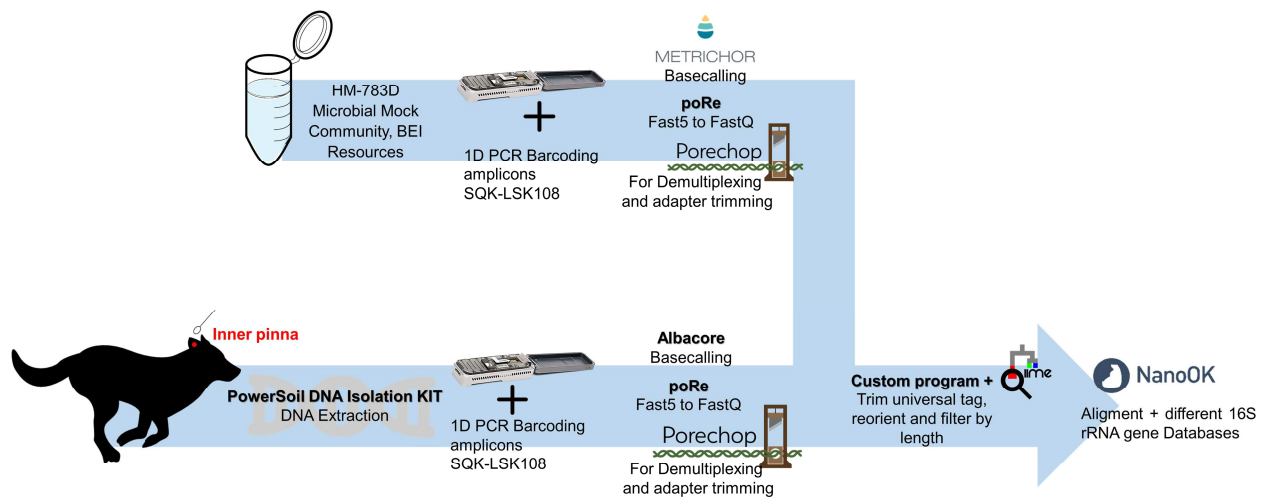 HM-783D
Microbial Mock
Community, BEI
Resources
1D PCR Barcoding
amplicons
SQK-LSK108
METRICHOR
Basecalling
poRe
Fast5 to FastQ
Porechop
For Demultiplexing
and adapter trimming
Inner pinna
PowerSoil DNA Isolation KIT
DNA Extraction
1D PCR Barcoding
amplicons
SQK-LSK108
Albacore
Basecalling
poRe
Fast5 to FastQ
Porechop
For Demultiplexing
and adapter trimming
Custom program +
Trim universal tag,
reorient and filter by
length
iime
NanoOK
Aligment + different 16S
rRNA gene Databases